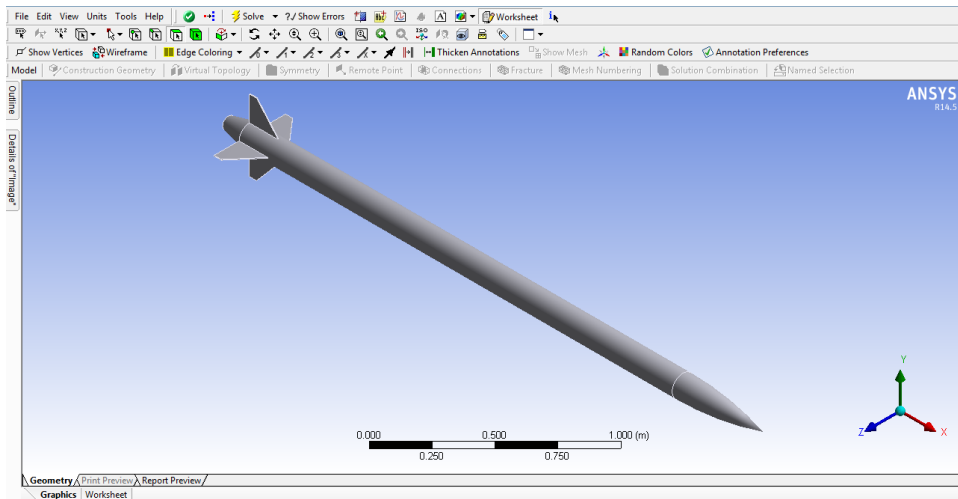 File Edit View Units Tools Help Solve ?./ Show Errors A Worksheet
Show Vertices Wireframe Edge Coloring Thicken Annotations Show Mesh Random Colors Annotation Preferences
Model Construction Geometry Virtual Topology Symmetry Remote Point Connections Fracture Mesh Numbering Solution Combination Named Selection
Outline
Details of "Image"
ANSYS
R14.5
Y
Z
X
0.000 0.500 1.000 (m)
0.250 0.750
Geometry Print Preview Report Preview
Graphics Worksheet